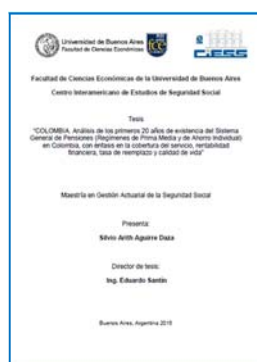 Universidad de Buenos Aires
Facultad de Ciencias Económicas
CIESS
Facultad de Ciencias Económicas de la Universidad de Buenos Aires
Centro Interamericano de Estudios de Seguridad Social
Tesis
"COLOMBIA. Análisis de los primeros 20 años de existencia del Sistema
General de Pensiones (Regímenes de Prima Media y de Ahorro Individual)
en Colombia, con énfasis en la cobertura del servicio, rentabilidad
financiera, tasa de reemplazo y calidad de vida"
Maestría en Gestión Actuarial de la Seguridad Social
Presenta:
Silvio Arith Aguirre Daza
Director de tesis:
Ing. Eduardo Santín
Buenos Aires, Argentina 2015